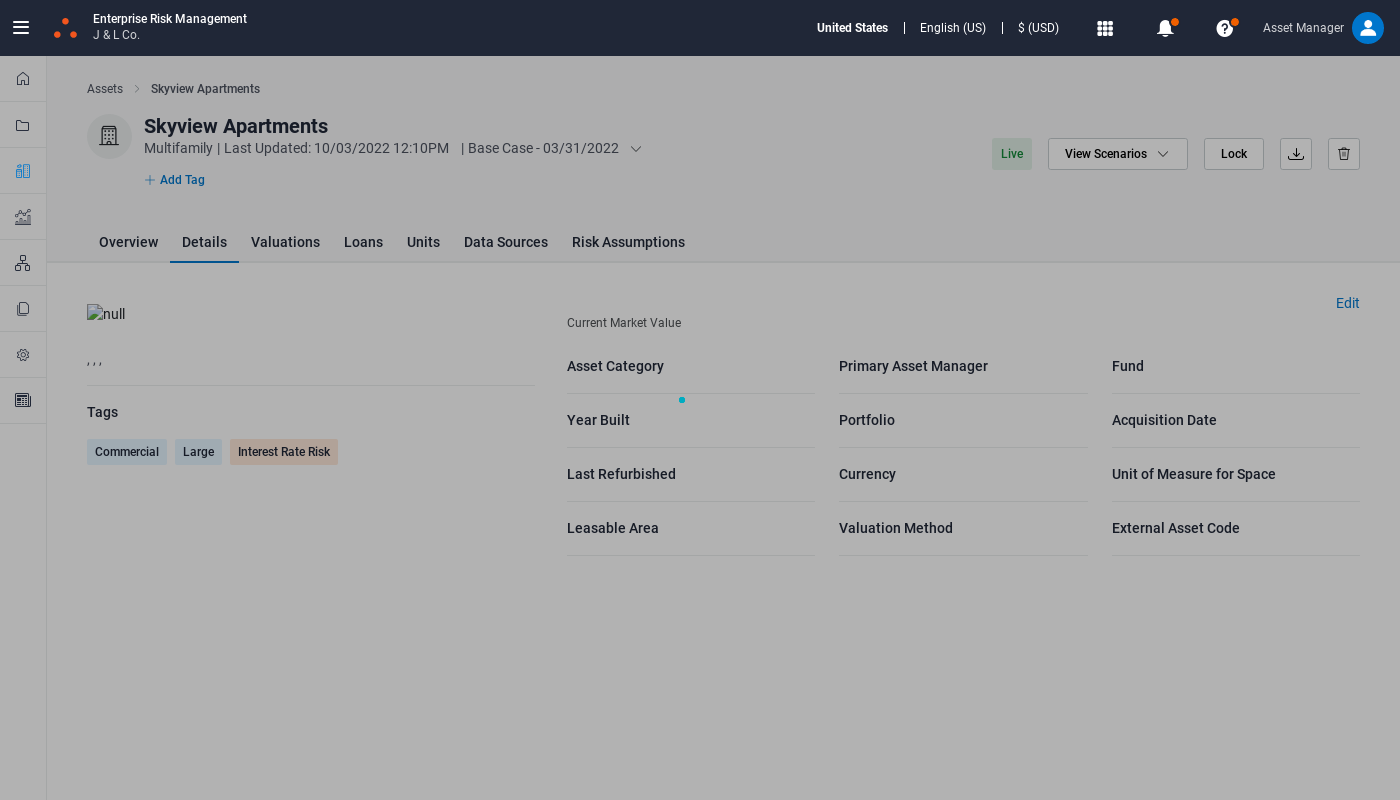 Enterprise Risk Management
J & L Co.
United States | English (US) | $ (USD)
Asset Manager
Assets
Skyview Apartments
Skyview Apartments
Multifamily | Last Updated: 10/03/2022 12:10PM | Base Case - 03/31/2022
Add Tag
Live
View Scenarios
Lock
Overview
Details
Valuations
Loans
Units
Data Sources
Risk Assumptions
null
, , ,
Tags
Commercial
Large
Interest Rate Risk
Edit
Current Market Value
Asset Category
Primary Asset Manager
Fund
Year Built
Portfolio
Acquisition Date
Last Refurbished
Currency
Unit of Measure for Space
Leasable Area
Valuation Method
External Asset Code